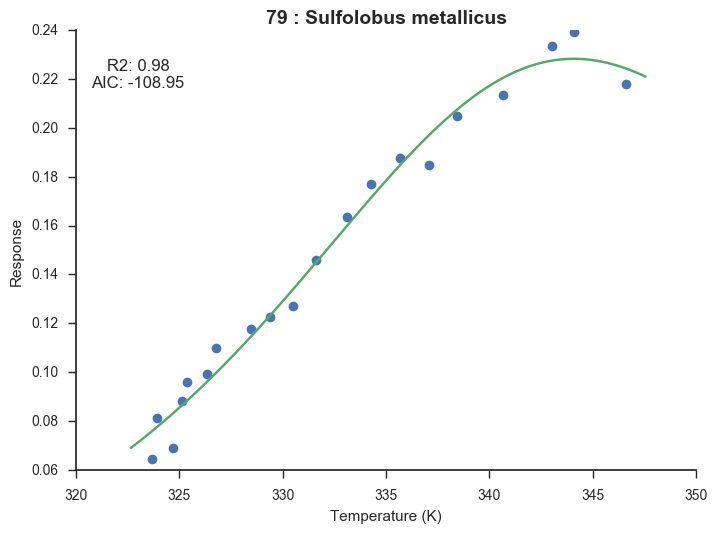 79 : Sulfolobus metallicus
R2: 0.98
AIC: -108.95
0.24
0.22
0.20
0.18
0.16
0.14
0.12
0.10
0.08
0.06
Response
320 325 330 335 340 345 350
Temperature (K)